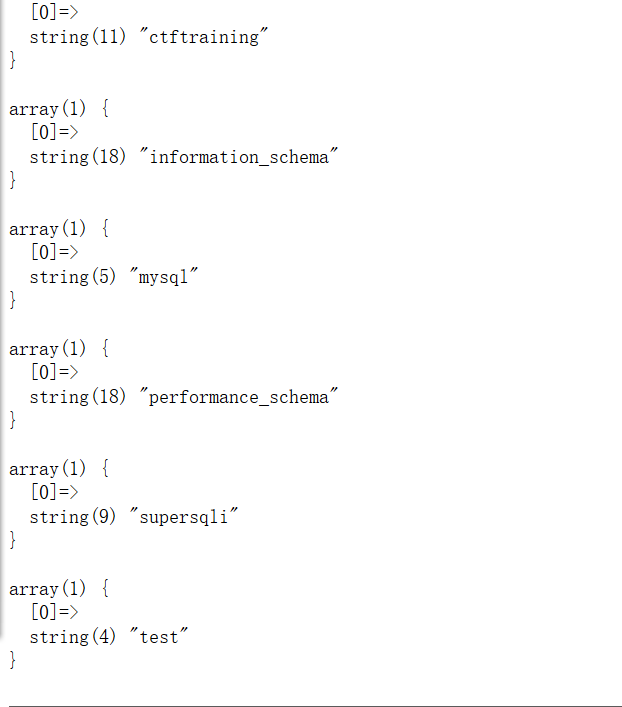 [0]=>
string(11) "ctftraining"
}
array(1) {
[0]=>
string(18) "information_schema"
}
array(1) {
[0]=>
string(5) "mysql"
}
array(1) {
[0]=>
string(18) "performance_schema"
}
array(1) {
[0]=>
string(9) "supersqli"
}
array(1) {
[0]=>
string(4) "test"
}